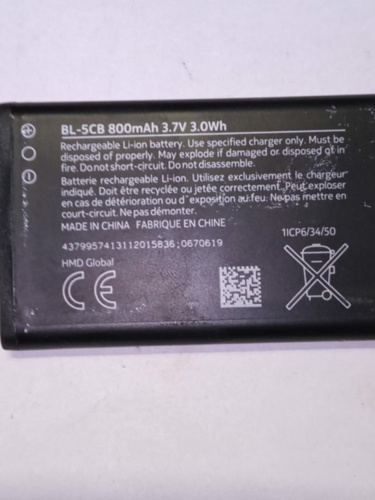 BL-5CB 800mAh 3.7V 3.0Wh
Rechargeable Li-ion battery. Use specified charger only. Must be
disposed of properly. May explode if damaged or disposed of in
fire. Do not short-circuit. Do not disassemble.
Batterie rechargeable Li-ion. Utilisez exclusivement le chargeur
indiqué. Doit être recyclée ou jetée correctement. Peut exploser
en cas de détérioration ou d'exposition au feu. Ne pas mettre en
court-circuit. Ne pas démonter.
MADE IN CHINA FABRIQUE EN CHINE
1ICP6/34/50
4379957413112015836;0670619
HMD Global
CE